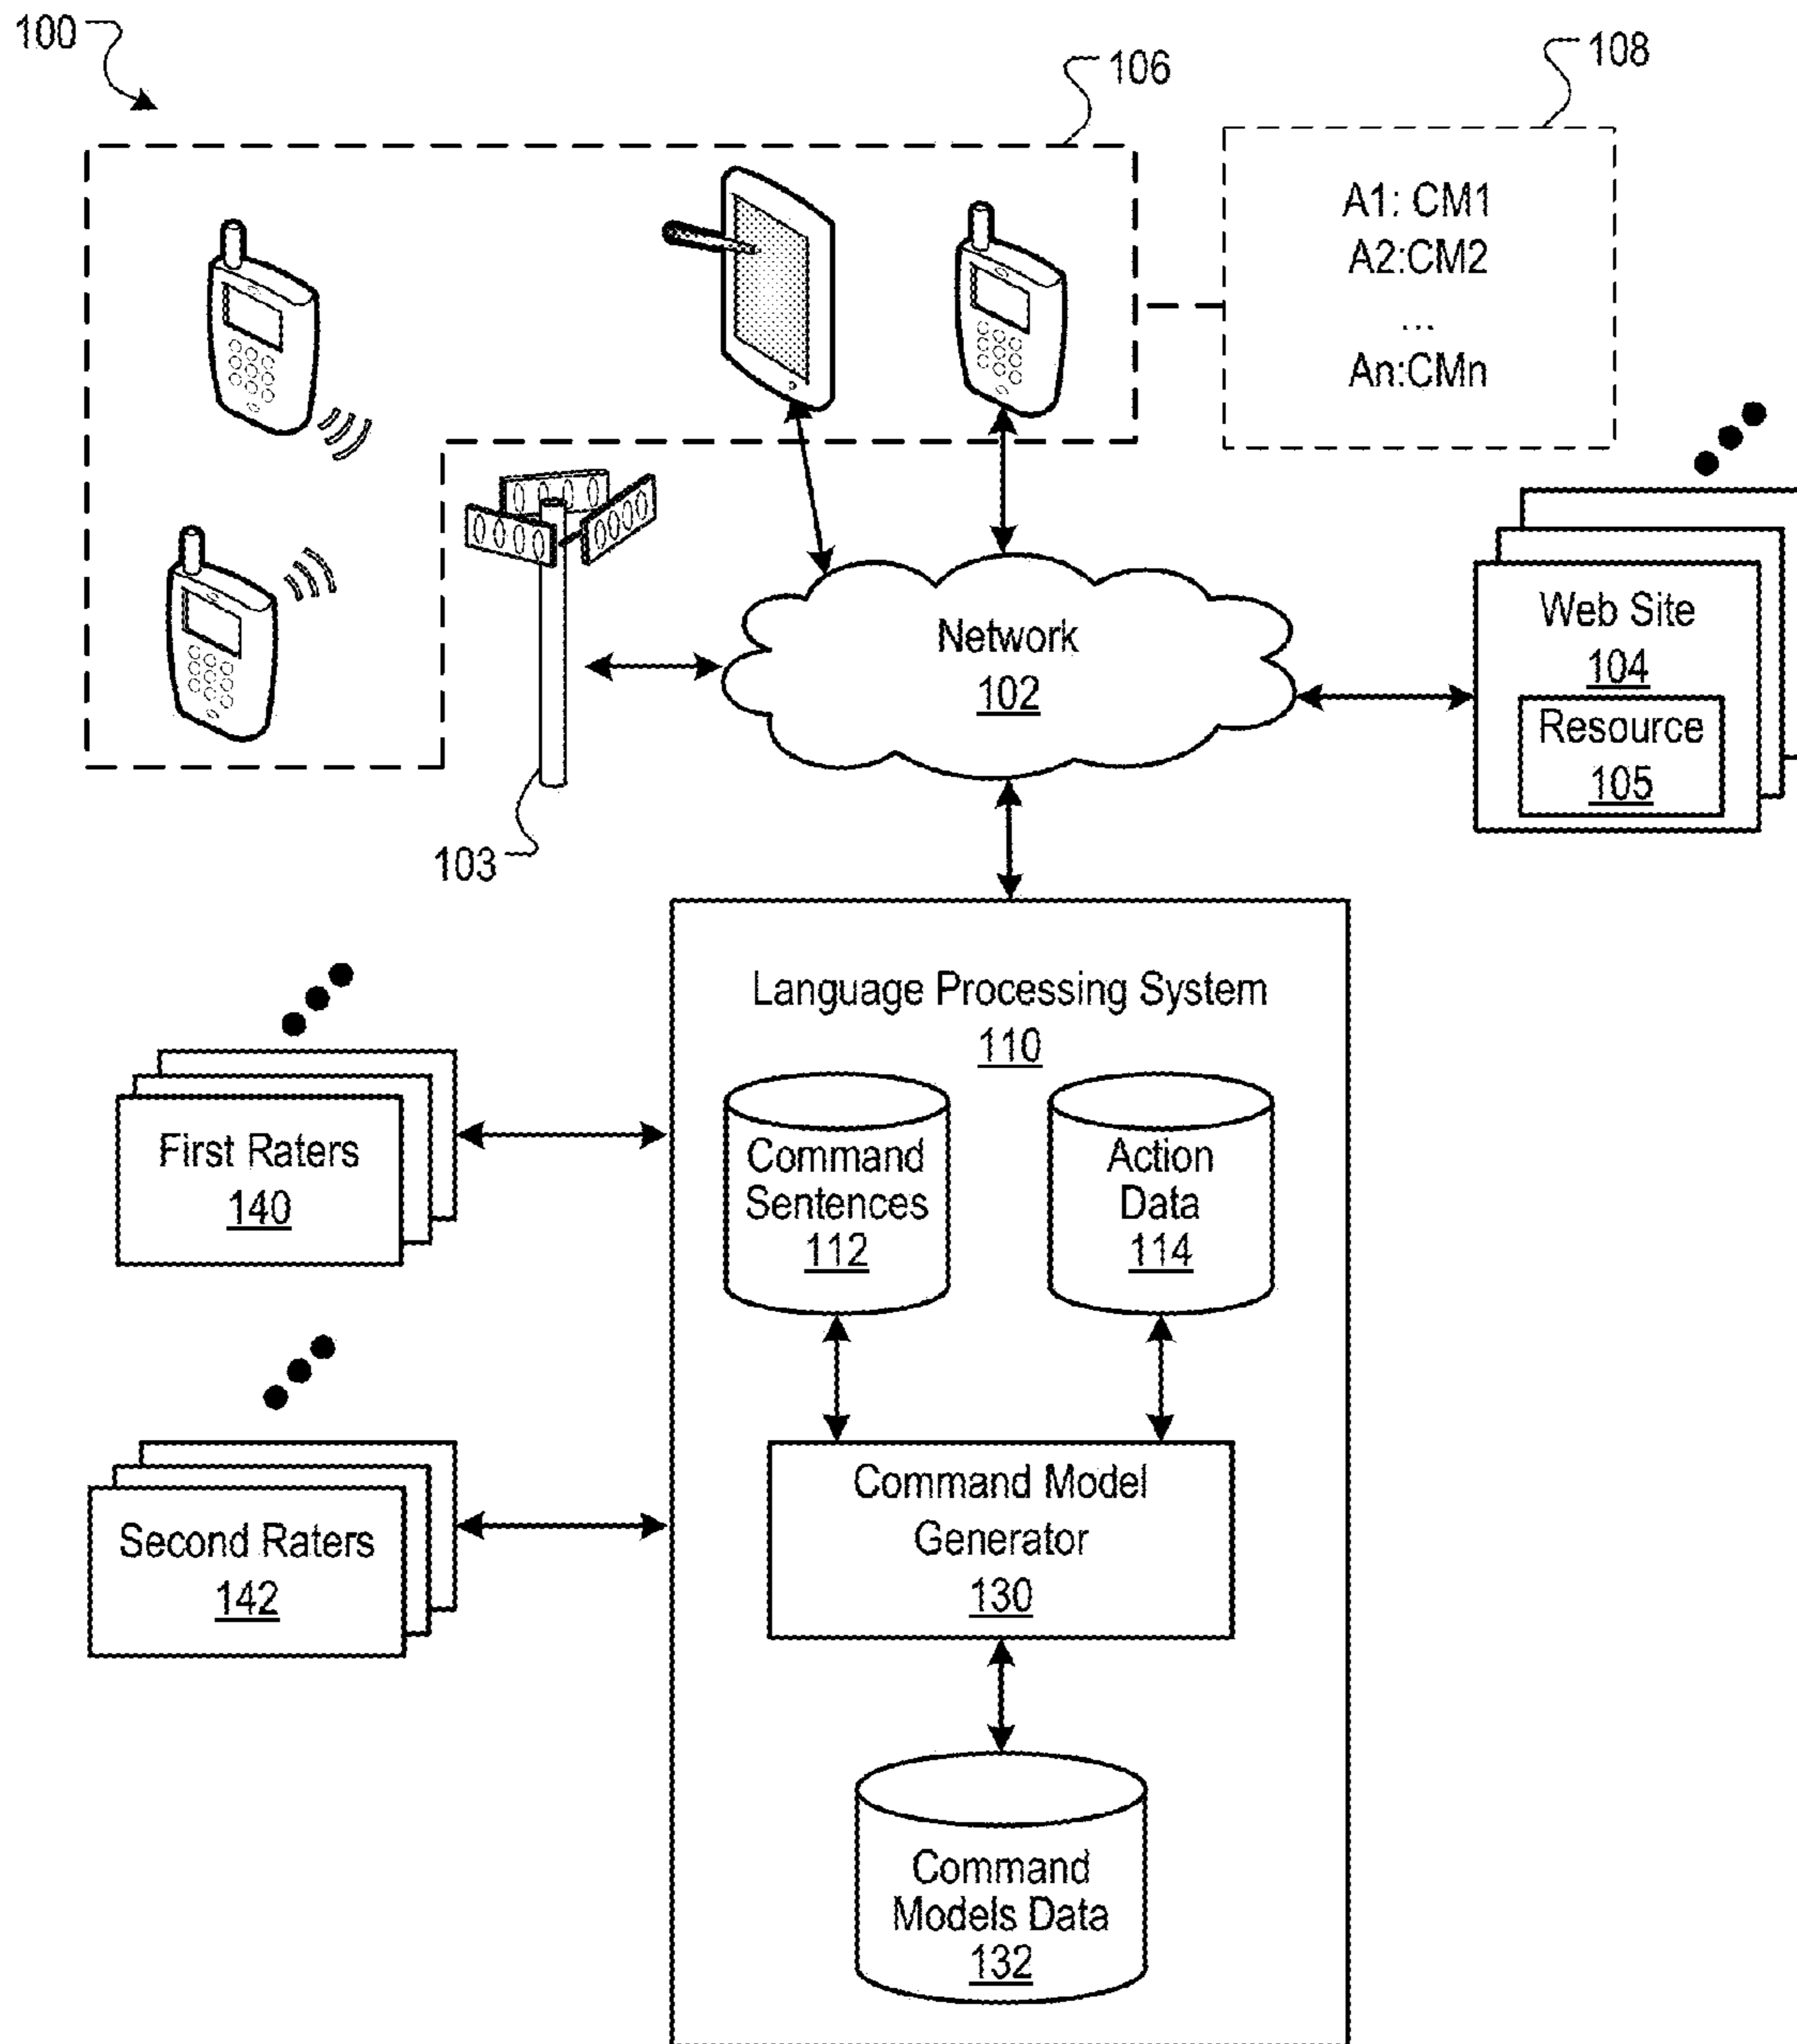 100
106
108
A1: CM1
A2:CM2
...
An:CMn
Network
102
Web Site
104
Resource
105
103
Language Processing System
110
First Raters
140
Command
Sentences
112
Action
Data
114
Second Raters
142
Command Model
Generator
130
Command
Models Data
132